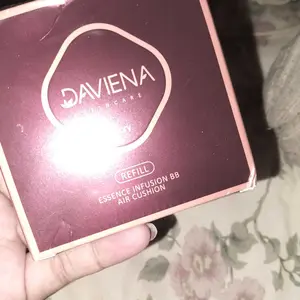 DAVIENA
SKINCARE
REFILL
ESSENCE INFUSION BB
AIR CUSHION